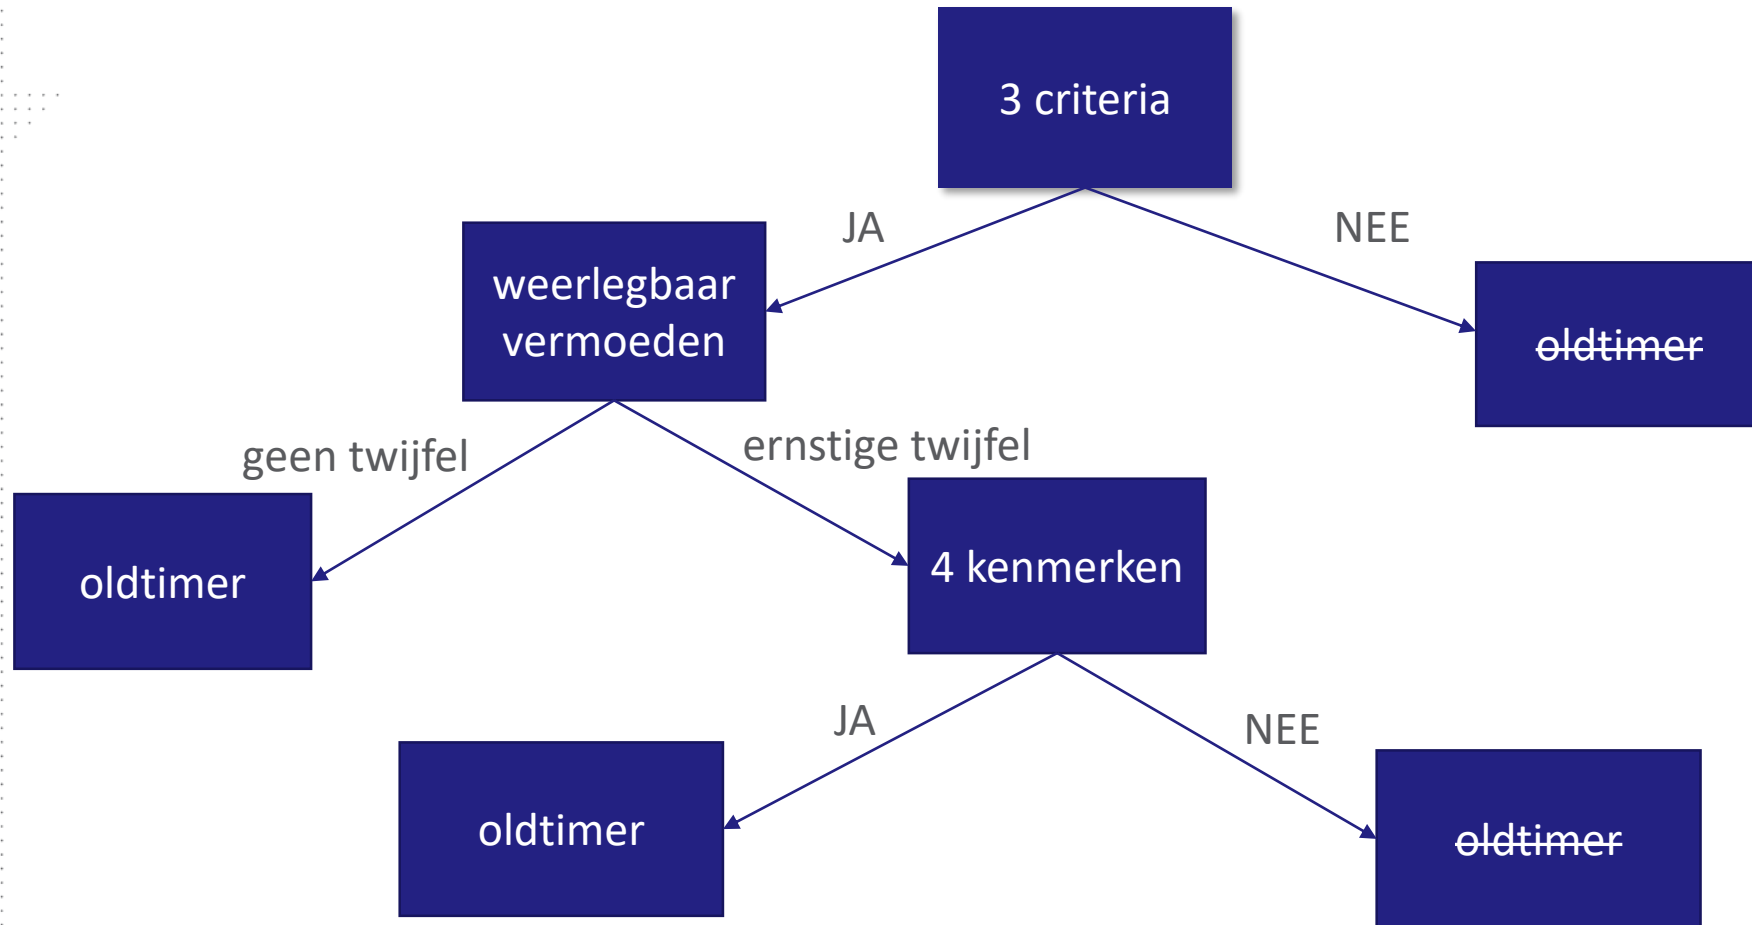 3 criteria
JA
NEE
weerlegbaar
vermoeden
oldtimer
geen twijfel
ernstige twijfel
oldtimer
4 kenmerken
JA
NEE
oldtimer
oldtimer